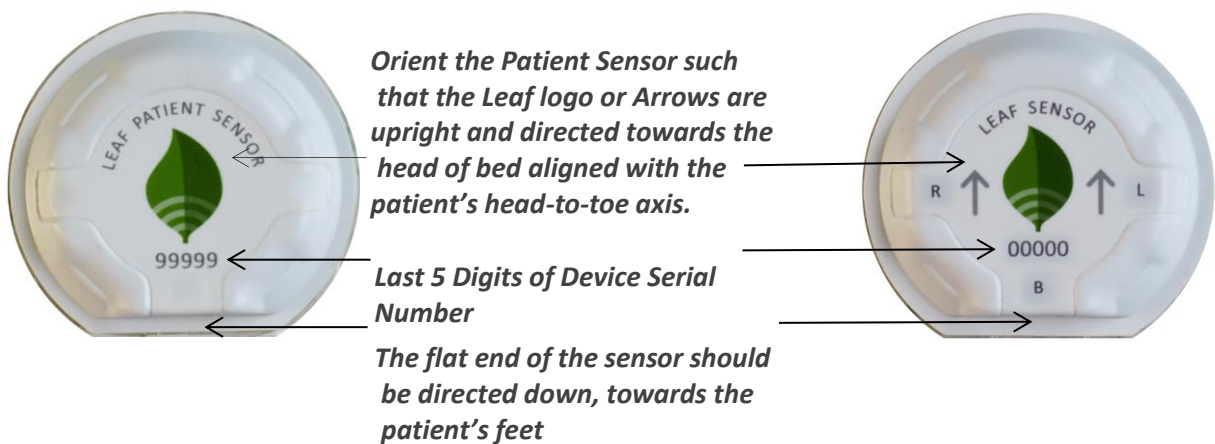 LEAF PATIENT SENSOR
99999
Orient the Patient Sensor such
that the Leaf logo or Arrows are
upright and directed towards the
head of bed aligned with the
patient’s head-to-toe axis.
Last 5 Digits of Device Serial
Number
The flat end of the sensor should
be directed down, towards the
patient’s feet
LEAF SENSOR
R
L
00000
B